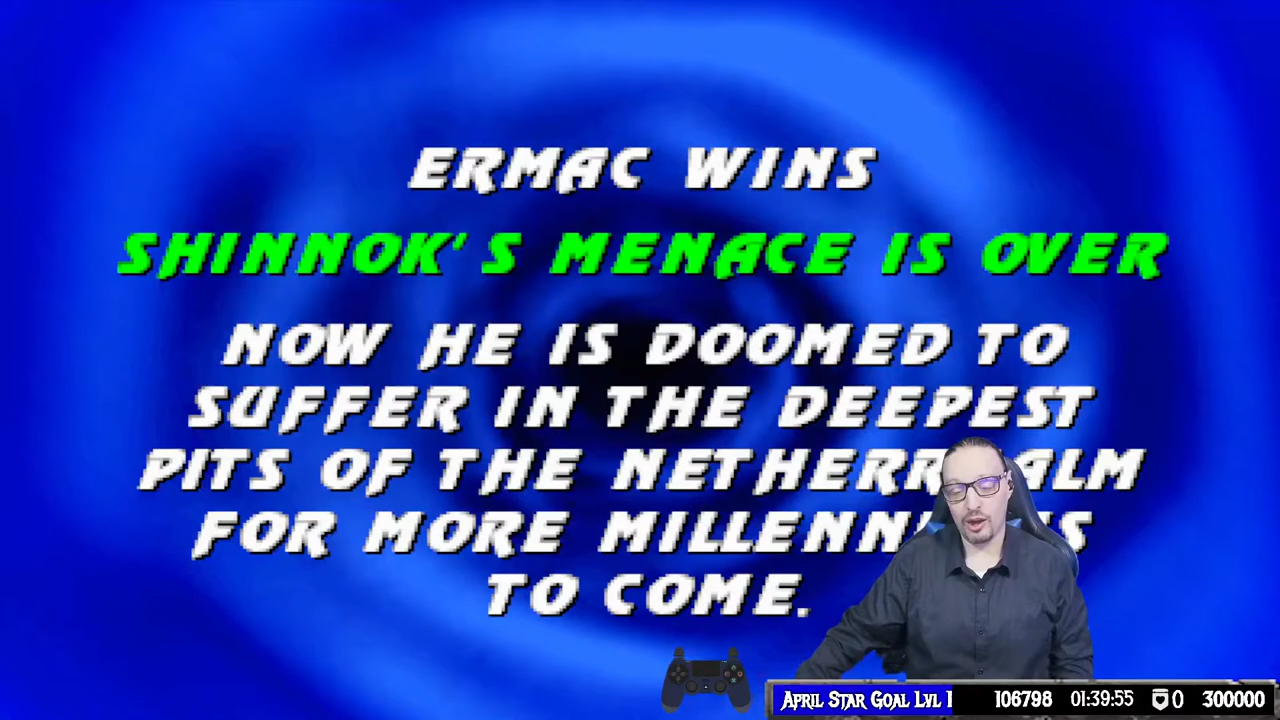 ERMAC WINS
SHINNOK'S MENACE IS OVER
NOW HE IS DOOMED TO
SUFFER IN THE DEEPEST
PITS OF THE
FOR MORE
TO COME.
APRIL STAR GOAL LVL 106798 01:39:55 0 300000